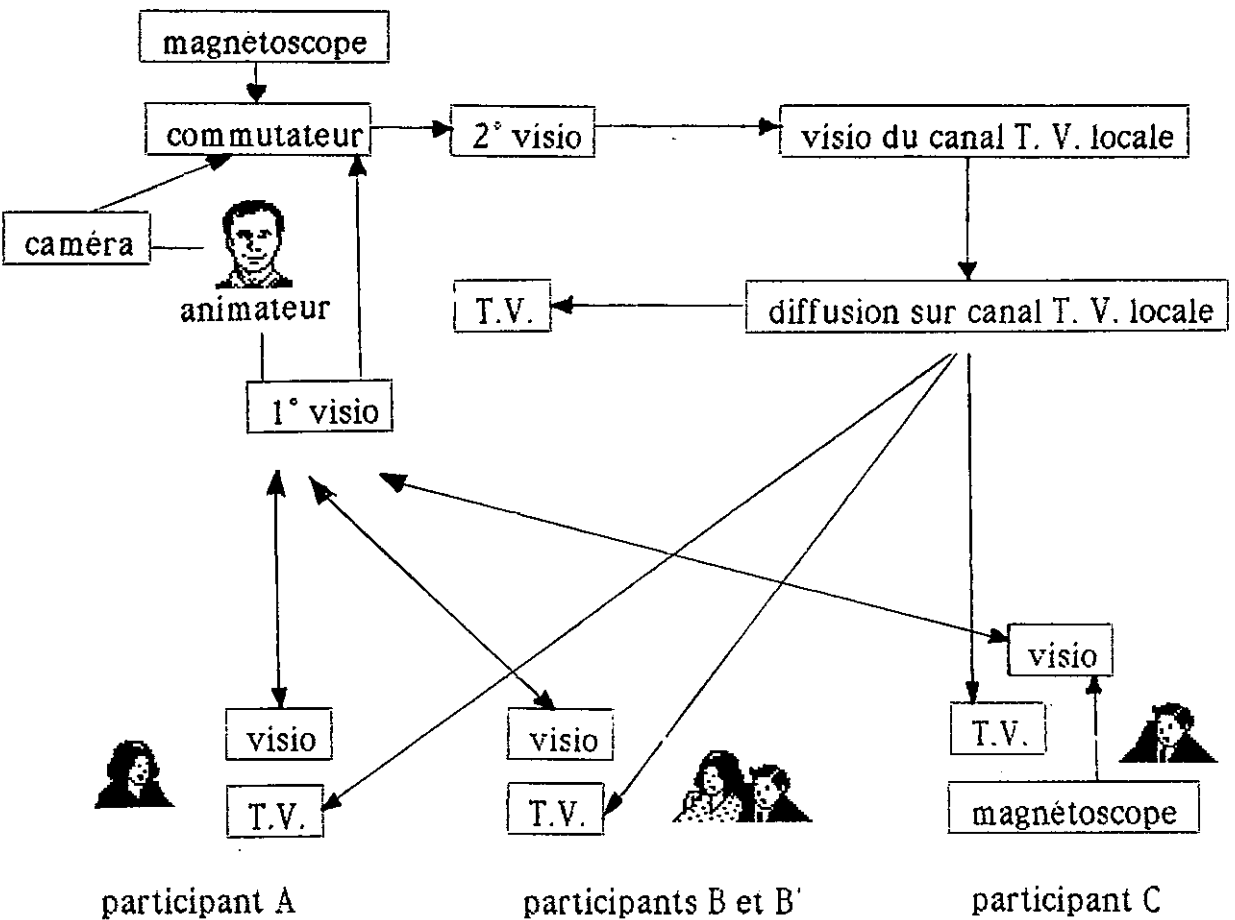 magnétoscope
commutateur
2° visio
visio du canal T. V. locale
caméra
animateur
T.V.
diffusion sur canal T. V. locale
1° visio
visio
visio
visio
T.V.
T.V.
T.V.
magnétoscope
participant A
participants B et B'
participant C